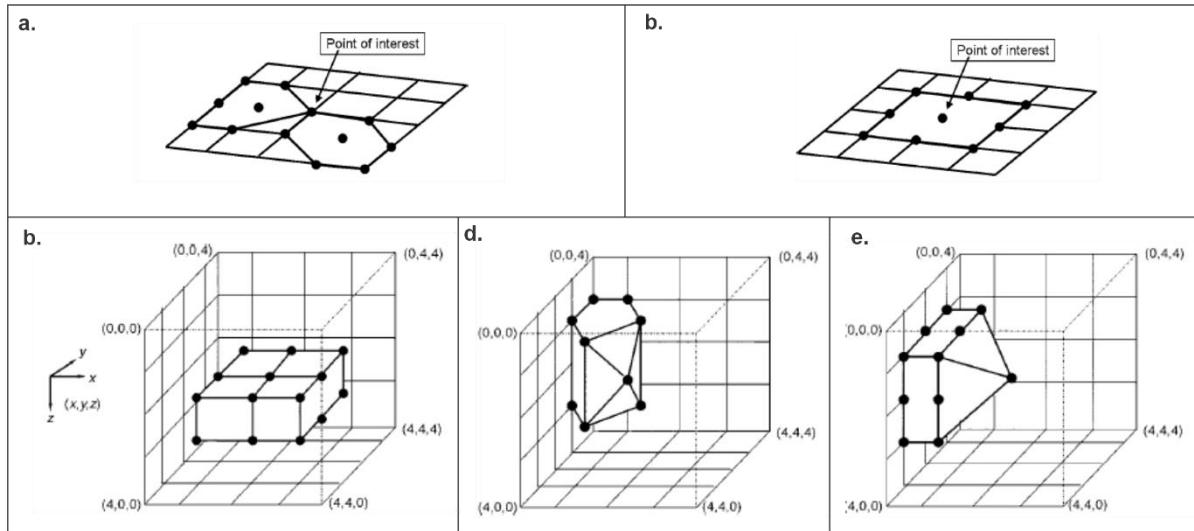 a.
Point of interest
b.
Point of interest
b.
(0,0,4)
(0,4,4)
(0,0,0)
y
x
z
(x,y,z)
(4,4,4)
(4,0,0)
(4,4,0)
d.
(0,0,4)
(0,4,4)
(0,0,0)
(4,4,4)
(4,0,0)
(4,4,0)
e.
(0,0,4)
(0,4,4)
0,0,0)
(4,4,4)
(4,0,0)
(4,4,0)